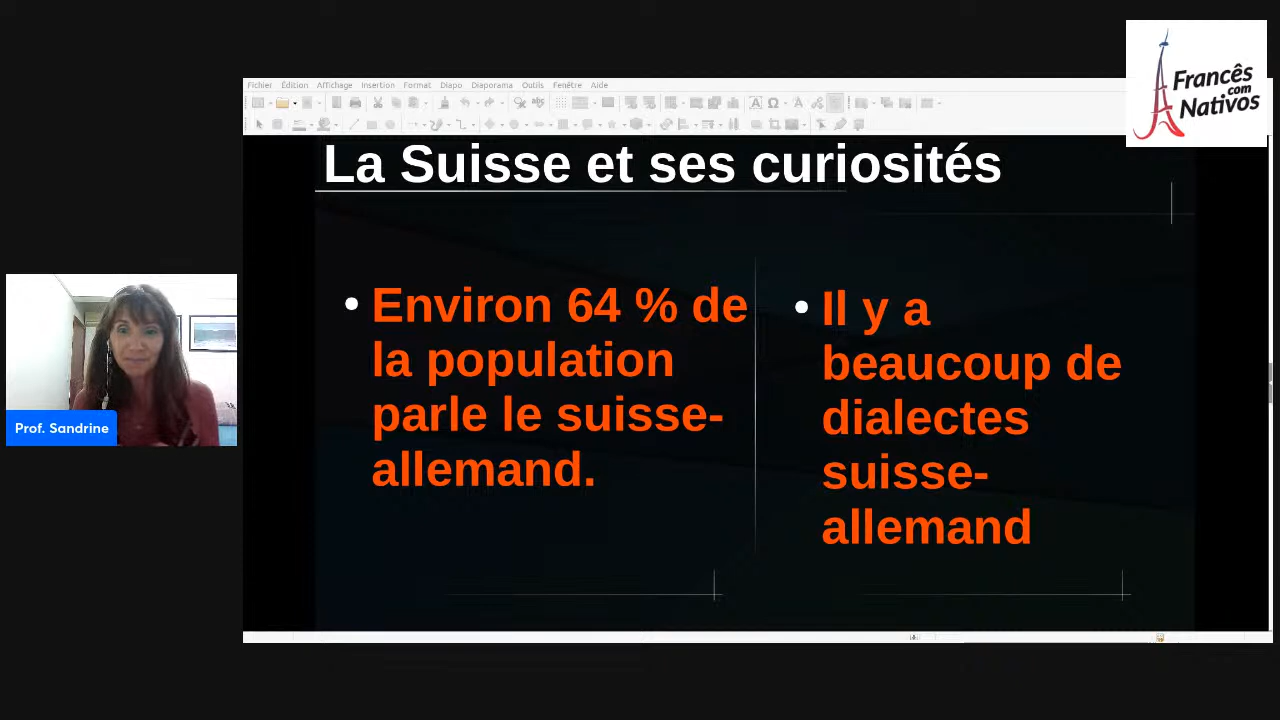 Francês
com
Nativos
Fichier Édition Affichage Insertion Format Diapo Diaporama Outils Fenêtre Aide
La Suisse et ses curiosités
Environ 64 % de
la population
parle le suisse-
allemand.
Il y a
beaucoup de
dialectes
suisse-
allemand
Prof. Sandrine